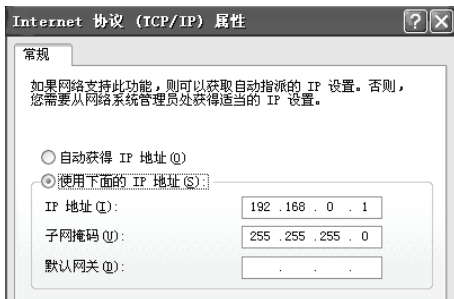 Internet 协议 (TCP/IP) 属性
常规
如果网络支持此功能，则可以获取自动指派的 IP 设置。否则，
您需要从网络系统管理员处获得适当的 IP 设置。
自动获得 IP 地址(O)
使用下面的 IP 地址(S):
IP 地址(I): 192 .168 . 0 . 1
子网掩码(U): 255 .255 .255 . 0
默认网关(D): . . .